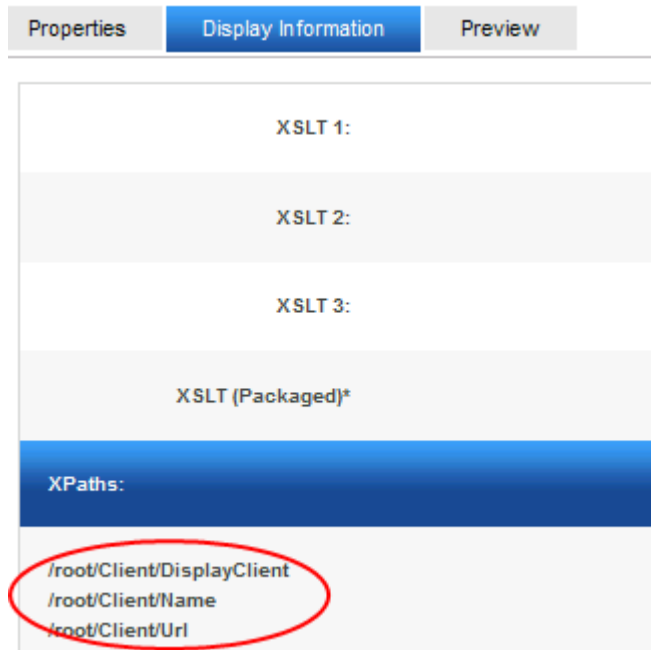 Properties Display Information Preview
XSLT 1:
XSLT 2:
XSLT 3:
XSLT (Packaged)*
XPaths:
/root/Client/DisplayClient
/root/Client/Name
/root/Client/Url